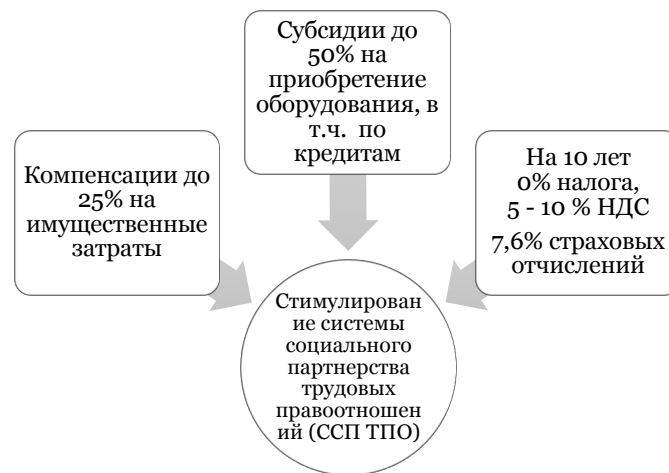 Субсидии до
50% на
приобретение
оборудования, в
т.ч. по
кредитам
Компенсации до
25% на
имущественные
затраты
На 10 лет
0% налога,
5 - 10 % НДС
7,6% страховых
отчислений
Стимулирован
ие системы
социального
партнерства
трудовых
правоотношен
ий (ССП ТПО)